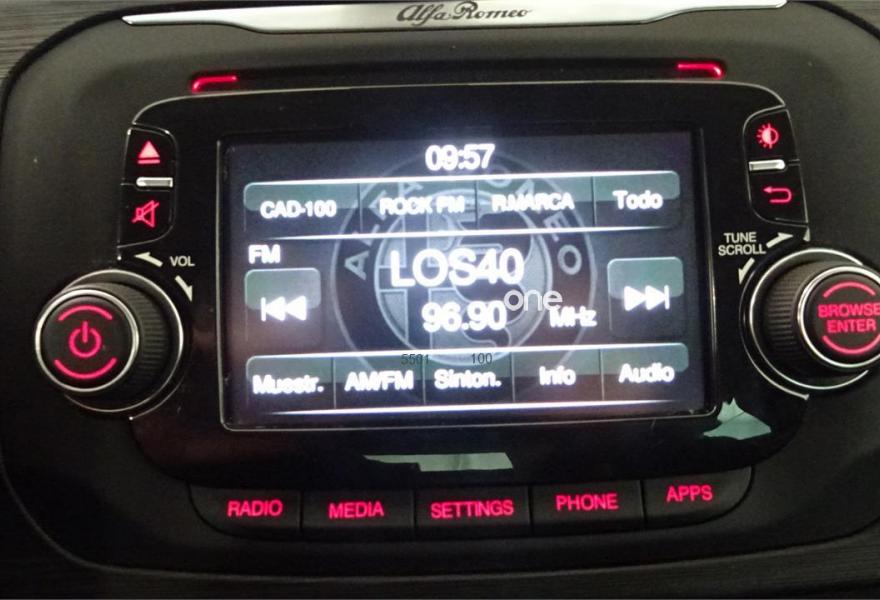 Alfa Romeo
09:57
CAD-100 ROCK FM R.MARCA Todo
FM
LOS40
96.90 MHz
one
5501 100
Muestr. AM/FM Sinton. Info Audio
VOL
TUNE
SCROLL
BROWSE
ENTER
RADIO MEDIA SETTINGS PHONE APPS